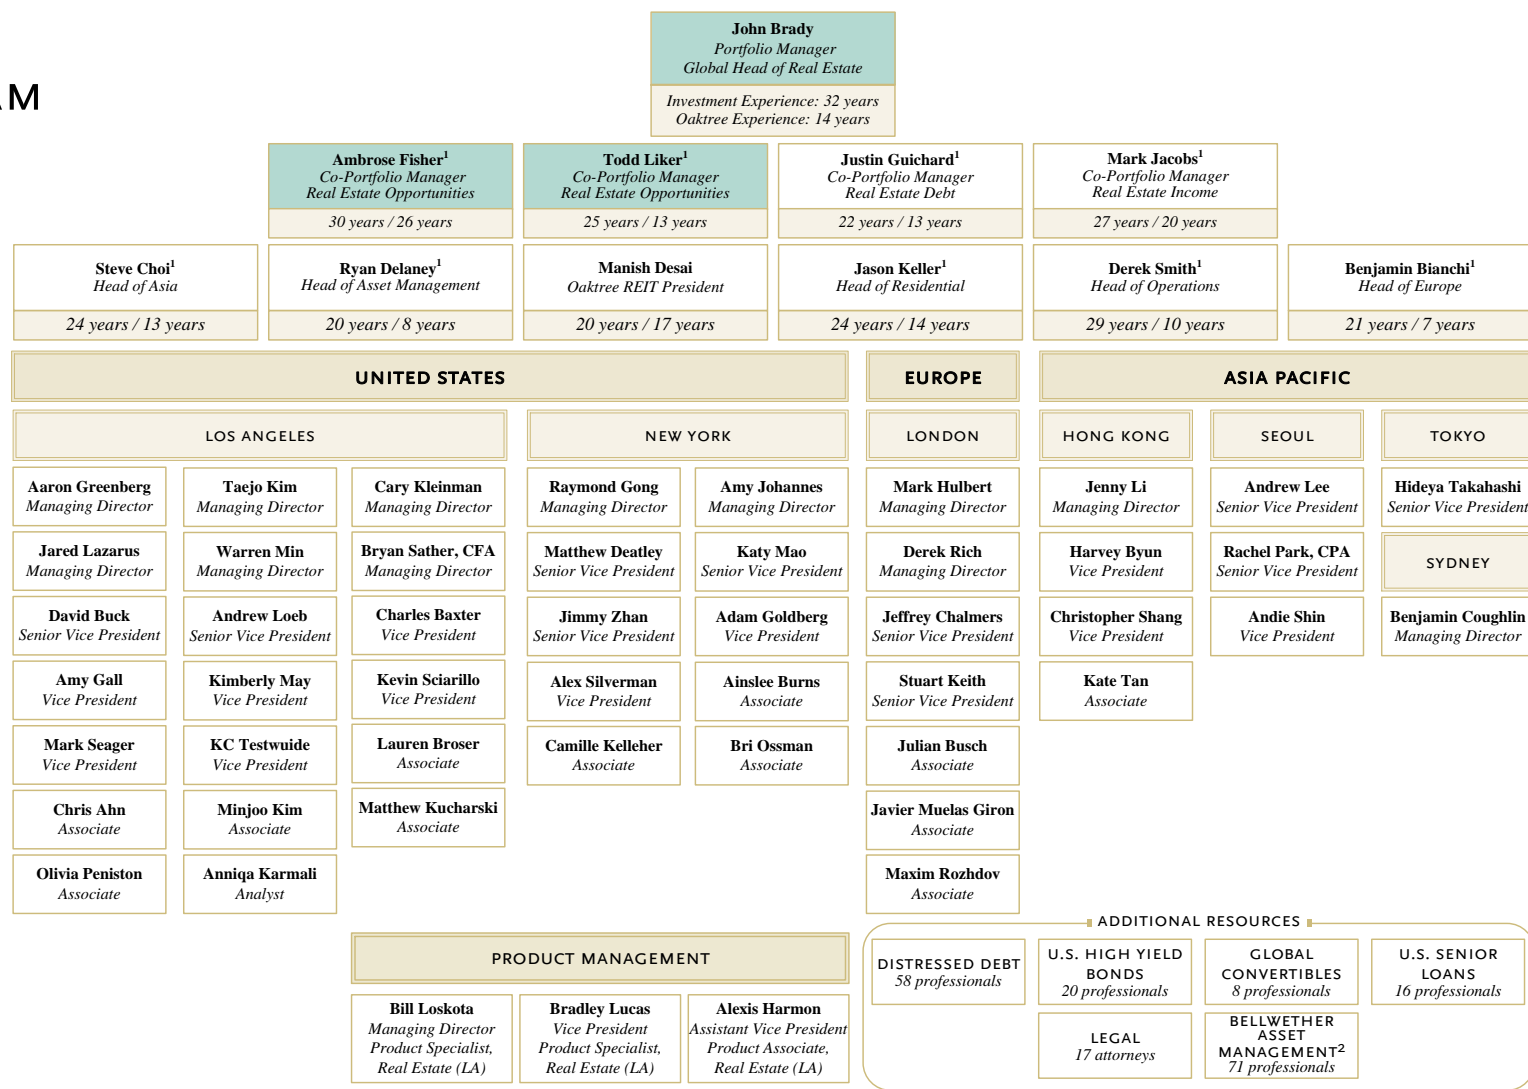 AM
John Brady
Portfolio Manager
Global Head of Real Estate
Investment Experience: 32 years
Oaktree Experience: 14 years
Ambrose Fisher1
Co-Portfolio Manager
Real Estate Opportunities
30 years / 26 years
Todd Liker1
Co-Portfolio Manager
Real Estate Opportunities
25 years / 13 years
Justin Guichard1
Co-Portfolio Manager
Real Estate Debt
22 years / 13 years
Mark Jacobs1
Co-Portfolio Manager
Real Estate Income
27 years / 20 years
Steve Choi1
Head of Asia
24 years / 13 years
Ryan Delaney1
Head of Asset Management
20 years / 8 years
Manish Desai
Oaktree REIT President
20 years / 17 years
Jason Keller1
Head of Residential
24 years / 14 years
Derek Smith1
Head of Operations
29 years / 10 years
Benjamin Bianchi1
Head of Europe
21 years / 7 years
UNITED STATES
LOS ANGELES
Aaron Greenberg
Managing Director
Jared Lazarus
Managing Director
David Buck
Senior Vice President
Amy Gall
Vice President
Mark Seager
Vice President
Chris Ahn
Associate
Olivia Peniston
Associate
Taejo Kim
Managing Director
Warren Min
Managing Director
Andrew Loeb
Senior Vice President
Kimberly May
Vice President
KC Testwuide
Vice President
Minjoo Kim
Associate
Anniqa Karmali
Analyst
Cary Kleinman
Managing Director
Bryan Sather, CFA
Managing Director
Charles Baxter
Vice President
Kevin Sciarillo
Vice President
Lauren Broser
Associate
Matthew Kucharski
Associate
NEW YORK
Raymond Gong
Managing Director
Matthew Deatley
Senior Vice President
Jimmy Zhan
Senior Vice President
Alex Silverman
Vice President
Camille Kelleher
Associate
Amy Johannes
Managing Director
Katy Mao
Senior Vice President
Adam Goldberg
Vice President
Ainslee Burns
Associate
Bri Ossman
Associate
EUROPE
LONDON
Mark Hulbert
Managing Director
Derek Rich
Managing Director
Jeffrey Chalmers
Senior Vice President
Stuart Keith
Senior Vice President
Julian Busch
Associate
Javier Muelas Giron
Associate
Maxim Rozhdov
Associate
ASIA PACIFIC
HONG KONG
Jenny Li
Managing Director
Harvey Byun
Vice President
Christopher Shang
Vice President
Kate Tan
Associate
SEOUL
Andrew Lee
Senior Vice President
Rachel Park, CPA
Senior Vice President
Andie Shin
Vice President
TOKYO
Hideya Takahashi
Senior Vice President
SYDNEY
Benjamin Coughlin
Managing Director
PRODUCT MANAGEMENT
Bill Loskota
Managing Director
Product Specialist,
Real Estate (LA)
Bradley Lucas
Vice President
Product Specialist,
Real Estate (LA)
Alexis Harmon
Assistant Vice President
Product Associate,
Real Estate (LA)
ADDITIONAL RESOURCES
DISTRESSED DEBT
58 professionals
U.S. HIGH YIELD
BONDS
20 professionals
GLOBAL
CONVERTIBLES
8 professionals
U.S. SENIOR
LOANS
16 professionals
LEGAL
17 attorneys
BELLWETHER
ASSET
MANAGEMENT2
71 professionals